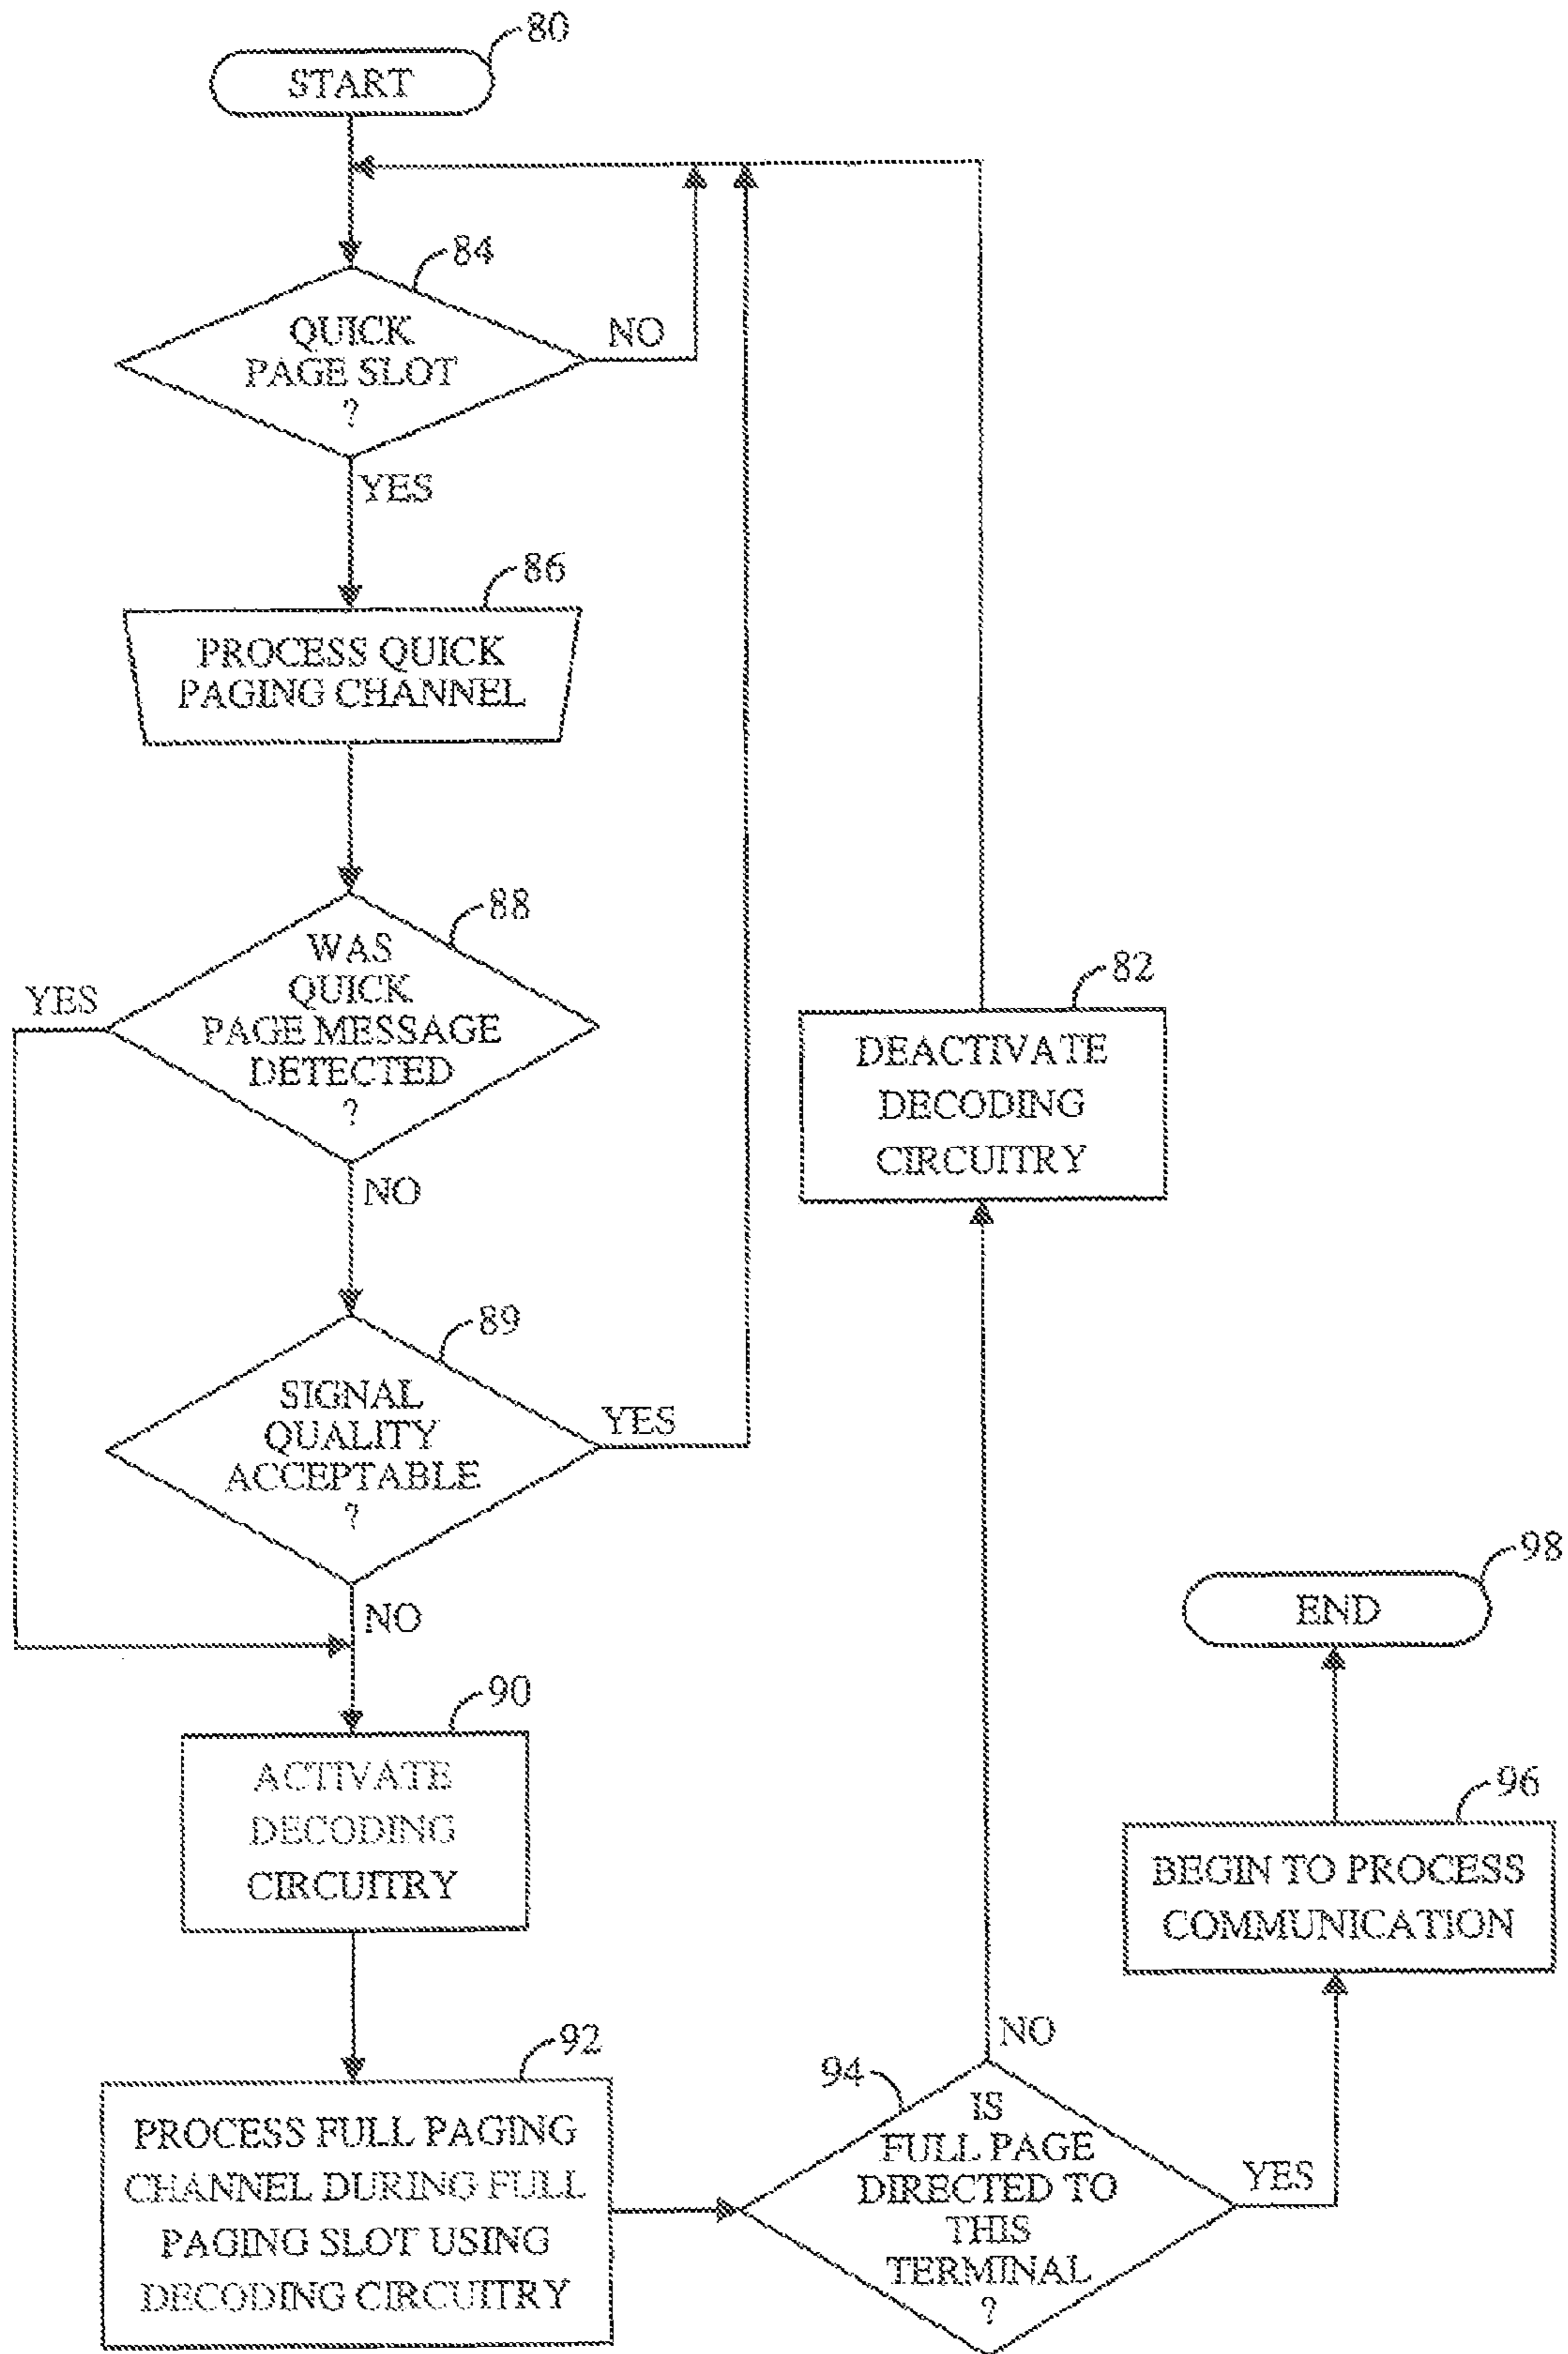 80
START
84
QUICK
PAGE SLOT
?
NO
YES
86
PROCESS QUICK
PAGING CHANNEL
88
WAS
QUICK
PAGE MESSAGE
DETECTED
?
YES
NO
82
DEACTIVATE
DECODING
CIRCUITRY
89
SIGNAL
QUALITY
ACCEPTABLE
?
YES
NO
98
END
90
ACTIVATE
DECODING
CIRCUITRY
96
BEGIN TO PROCESS
COMMUNICATION
92
PROCESS FULL PAGING
CHANNEL DURING FULL
PAGING SLOT USING
DECODING CIRCUITRY
94
IS
FULL PAGE
DIRECTED TO
THIS
TERMINAL
?
NO
YES